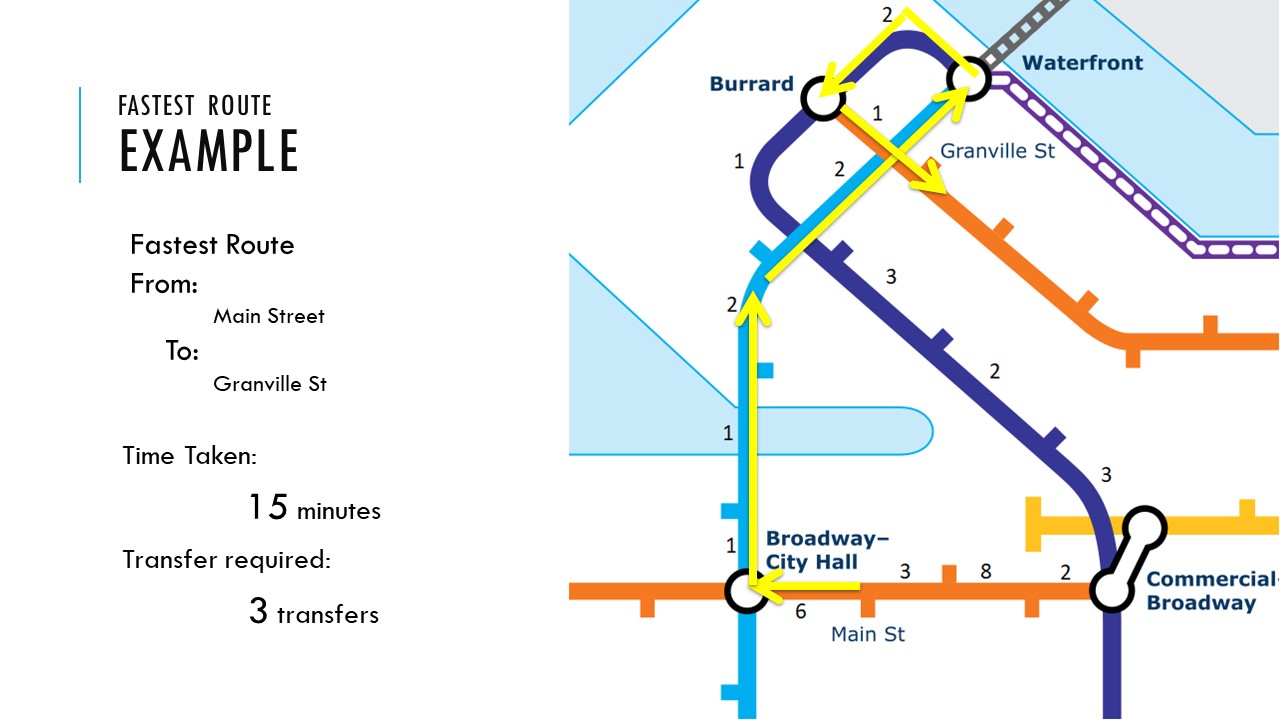 FASTEST ROUTE
EXAMPLE
Fastest Route
From:
Main Street
To:
Granville St
Time Taken:
15 minutes
Transfer required:
3 transfers
2
Waterfront
Burrard
1
Granville St
1
2
3
2
2
1
3
1
Broadway–
City Hall
3
8
2
Commercial-
Broadway
6
Main St